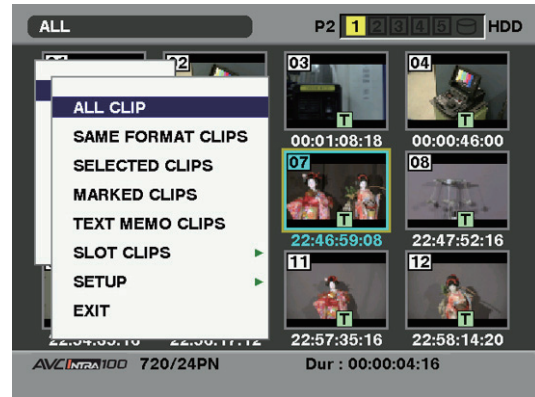 ALL P2 1 2 3 4 5 HDD
02 03 04
ALL CLIP
SAME FORMAT CLIPS
SELECTED CLIPS
MARKED CLIPS
TEXT MEMO CLIPS
SLOT CLIPS
SETUP
EXIT
T T
00:01:08:18 00:00:46:00
07 08
T T
22:46:59:08 22:47:52:16
11 12
T T
22:57:35:16 22:58:14:20
AVC INTRA 100 720/24PN Dur : 00:00:04:16